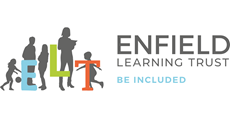 ELT
ENFIELD
LEARNING TRUST
BE INCLUDED